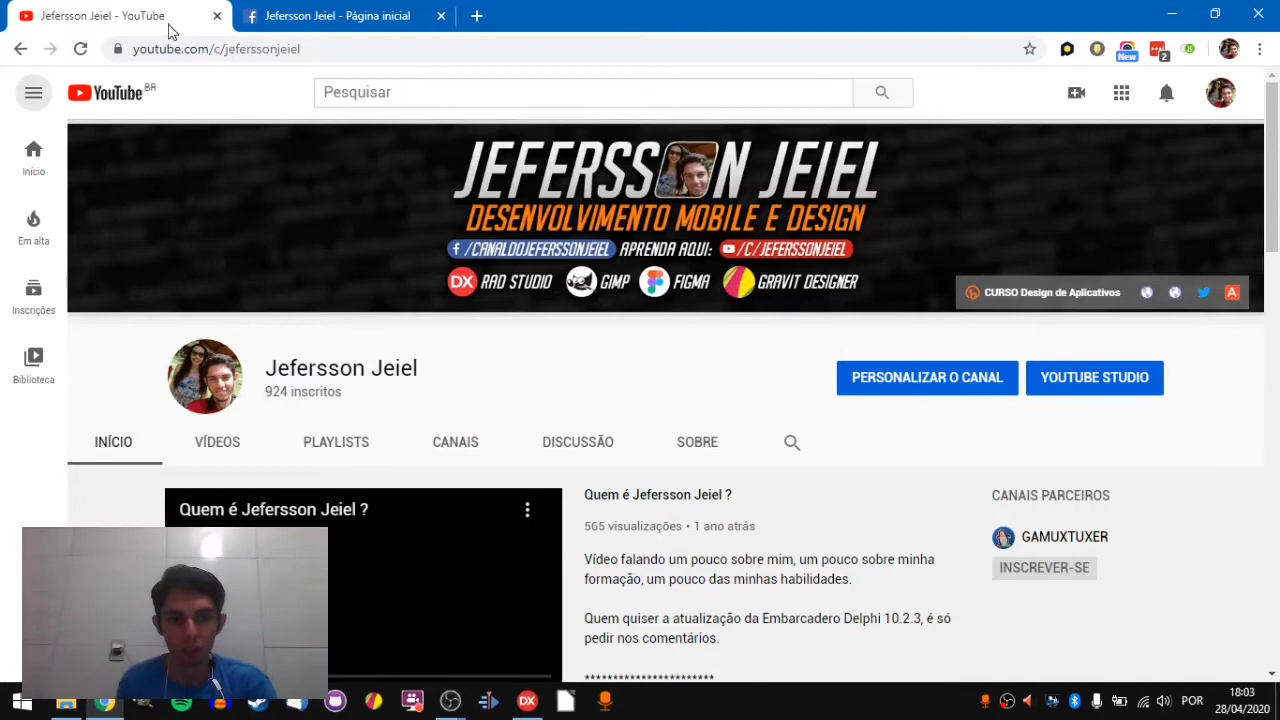 Jefersson Jeiel - YouTube
Jefersson Jeiel - Página inicial
youtube.com/c/jeferssonjeiel
New
2
YouTube BR
Pesquisar
Início
Em alta
Inscrições
Biblioteca
JEFERSS N JEIEL
DESENVOLVIMENTO MOBILE E DESIGN
f /CANALDOJEFERSSONJEIEL APRENDA AQUI: /C/JEFERSSONJEIEL
DX RAD STUDIO GIMP FIGMA GRAVIT DESIGNER
CURSO Design de Aplicativos
Jefersson Jeiel
924 inscritos
PERSONALIZAR O CANAL
YOUTUBE STUDIO
INÍCIO VÍDEOS PLAYLISTS CANAIS DISCUSSÃO SOBRE
Quem é Jefersson Jeiel ?
Quem é Jefersson Jeiel ?
565 visualizações • 1 ano atrás
Vídeo falando um pouco sobre mim, um pouco sobre minha
formação, um pouco das minhas habilidades.
Quem quiser a atualização da Embarcadero Delphi 10.2.3, é só
pedir nos comentários.
***********************
CANAIS PARCEIROS
GAMUXTUXER
INSCREVER-SE
DX
POR
18:03
28/04/2020